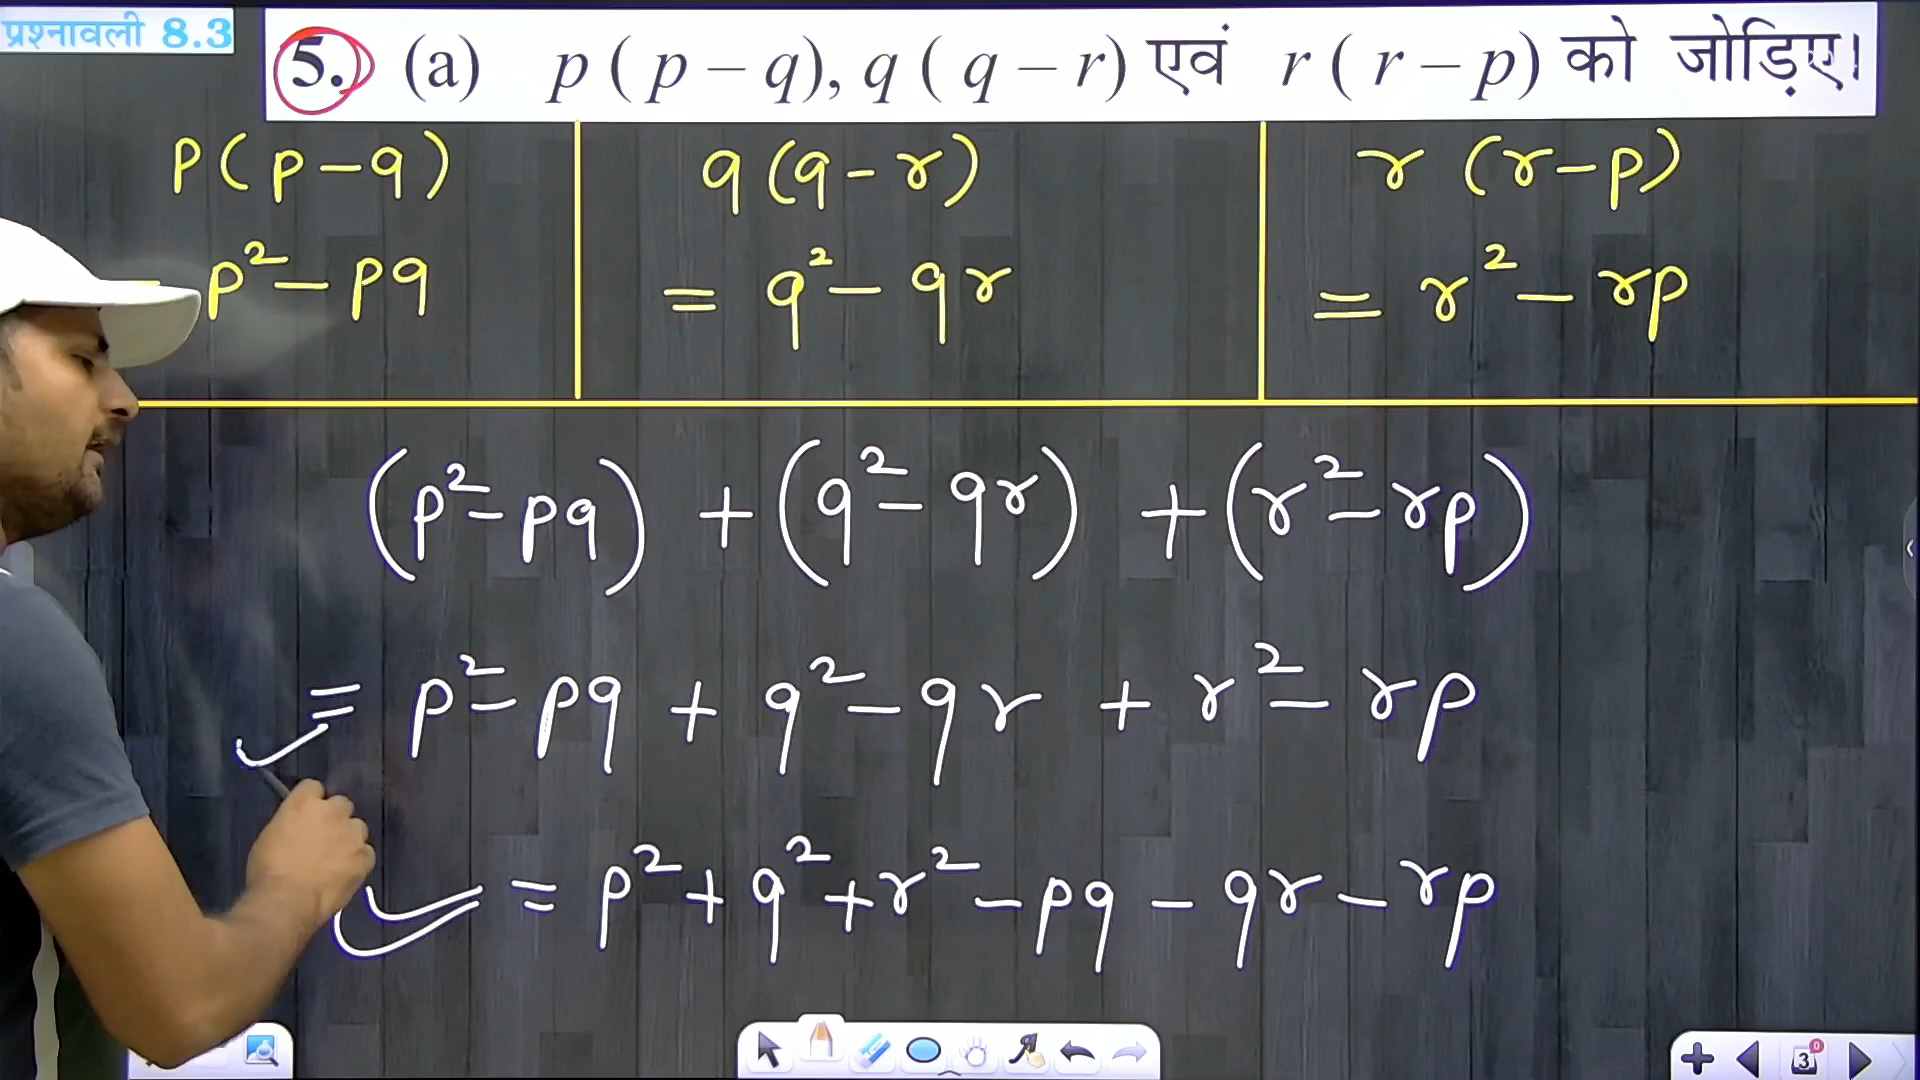 प्रश्नावली 8.3
5. (a) p ( p – q), q ( q – r) एवं r ( r – p) को जोड़िए।
p(p-q)
q(q-r)
r(r-p)
p²-pq
= q²-qr
= r²-rp
(p²-pq) + (q²-qr) + (r²-rp)
= p²-pq + q²-qr + r²-rp
= p²+q²+r²-pq-qr-rp
3